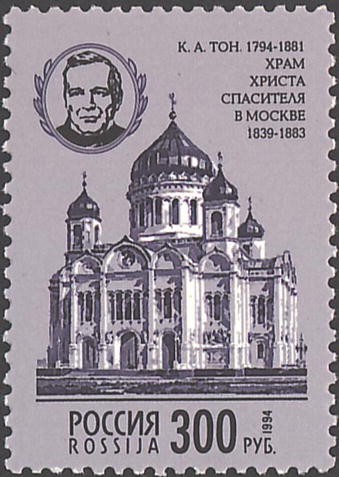 К. А. ТОН. 1794-1881
ХРАМ
ХРИСТА
СПАСИТЕЛЯ
В МОСКВЕ
1839-1883
РОССИЯ 300 РУБ.
ROSSIJA
1994